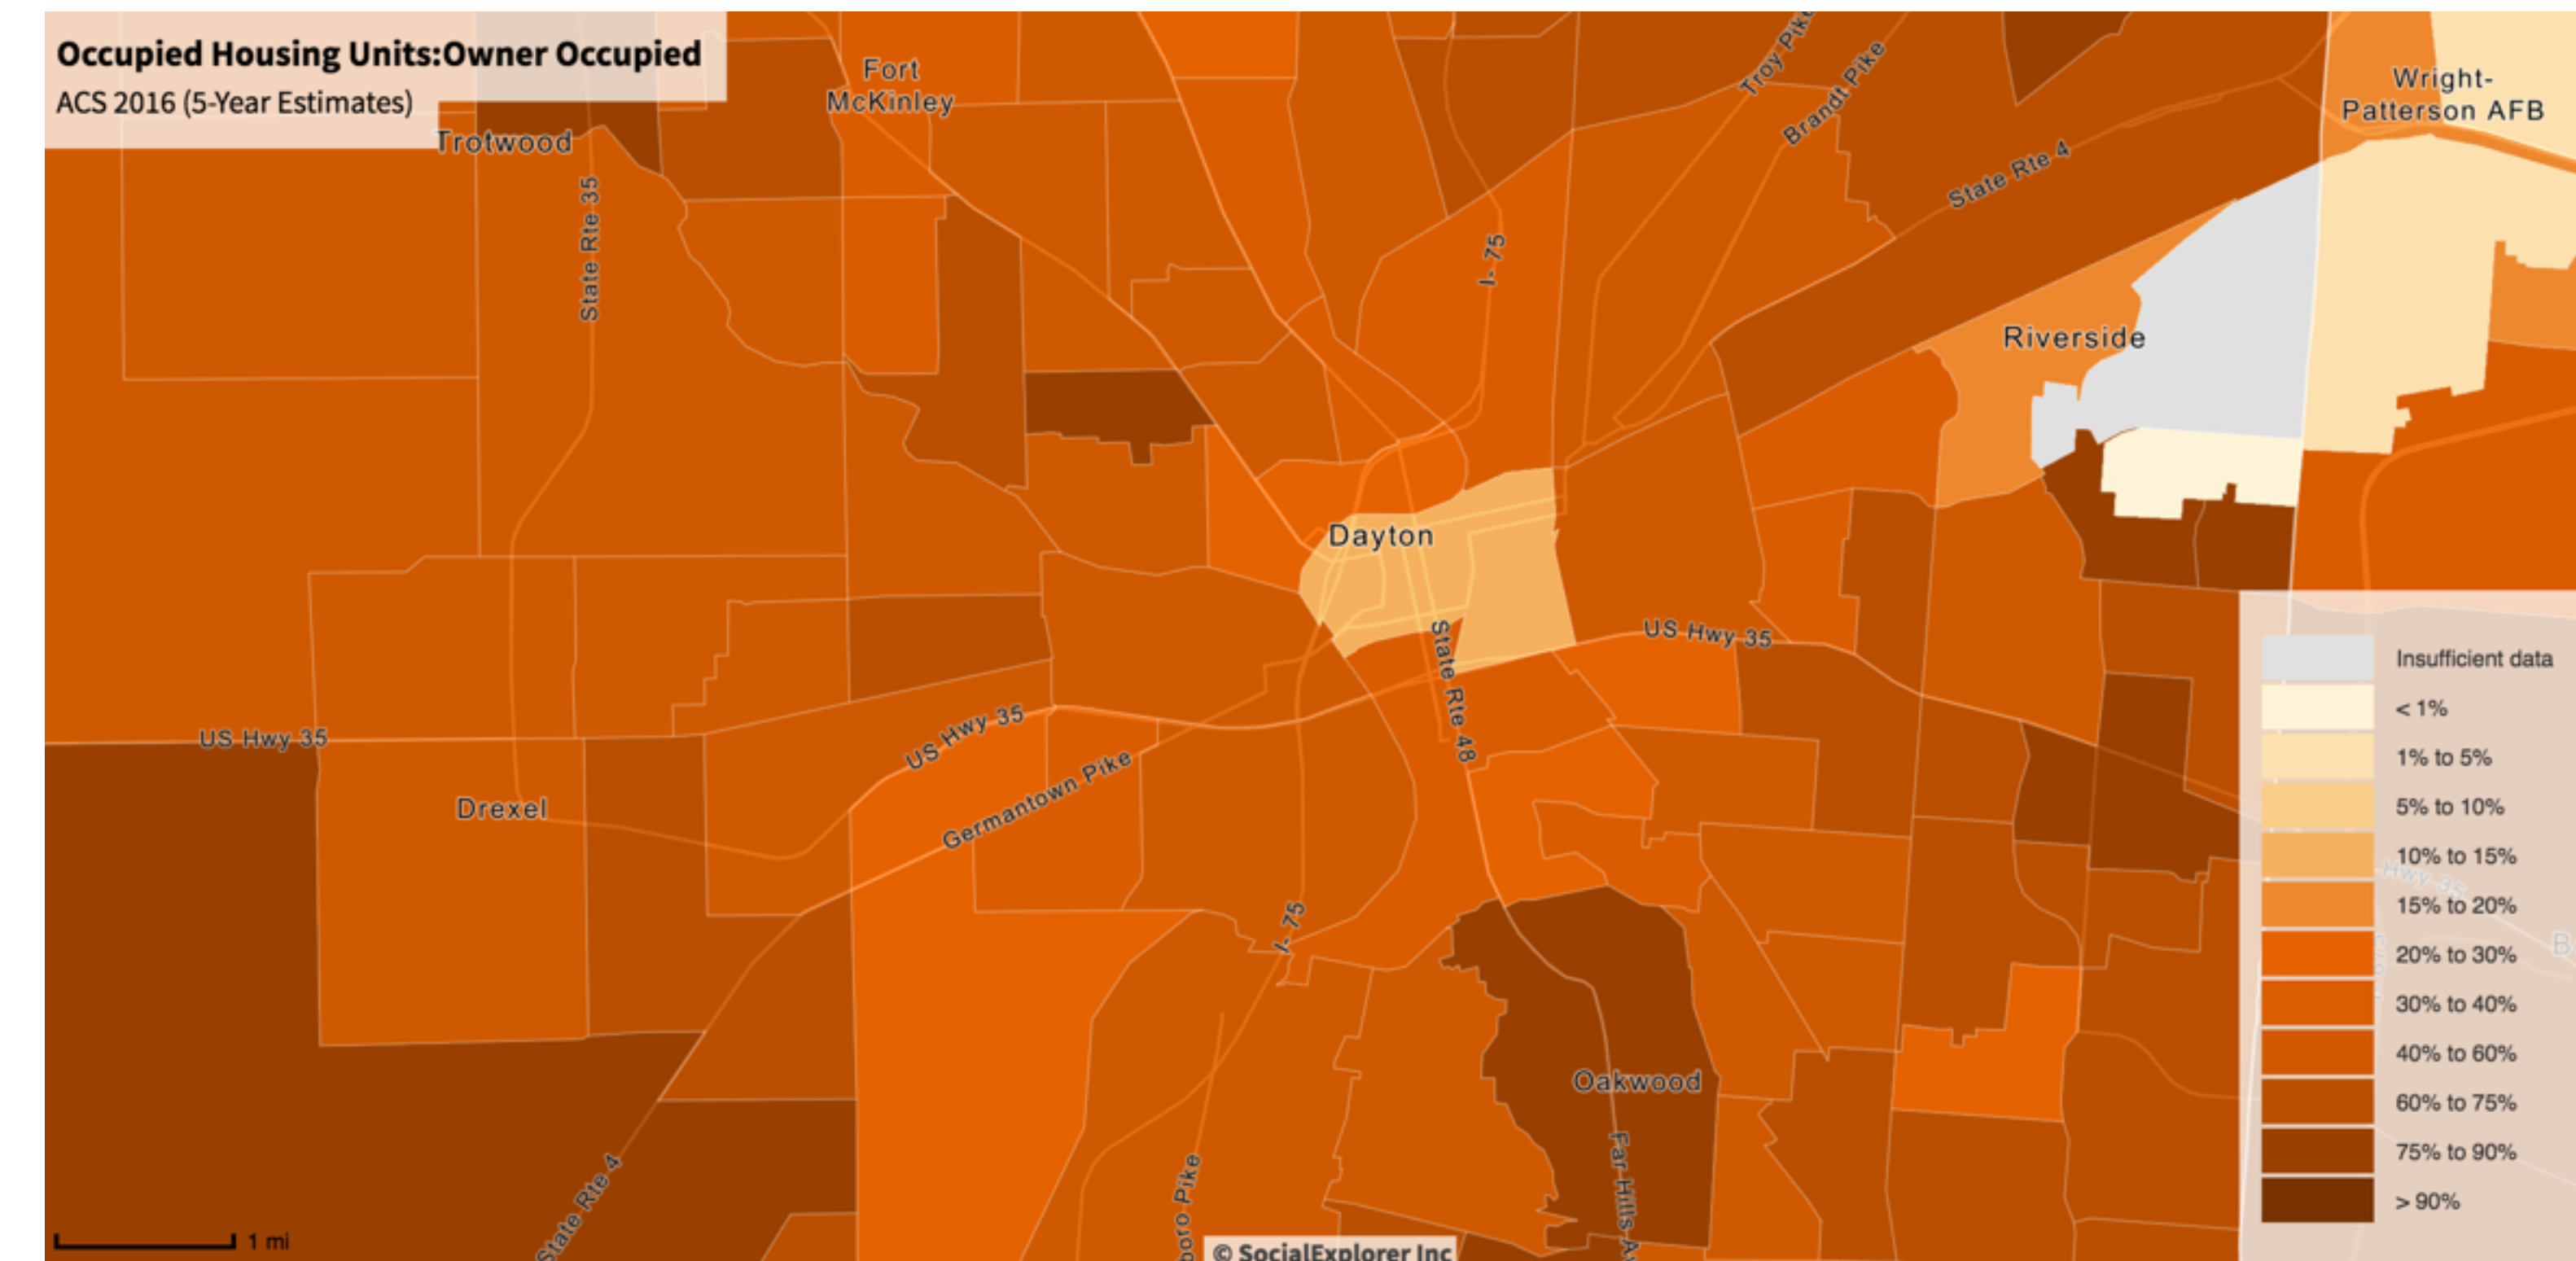 Occupied Housing Units:Owner Occupied
ACS 2016 (5-Year Estimates)
Trotwood
Fort
McKinley
Troy Pike
Brandt Pike
State Rte 4
Wright-
Patterson AFB
State Rte 35
I- 75
Riverside
Dayton
US Hwy 35
State Rte 48
US Hwy 35
US Hwy 35
Germantown Pike
Drexel
I- 75
Oakwood
Far Hills A
State Rte 4
boro Pike
1 mi
© SocialExplorer Inc
Insufficient data
< 1%
1% to 5%
5% to 10%
10% to 15%
Hwy 35
15% to 20%
B
20% to 30%
30% to 40%
40% to 60%
60% to 75%
75% to 90%
> 90%